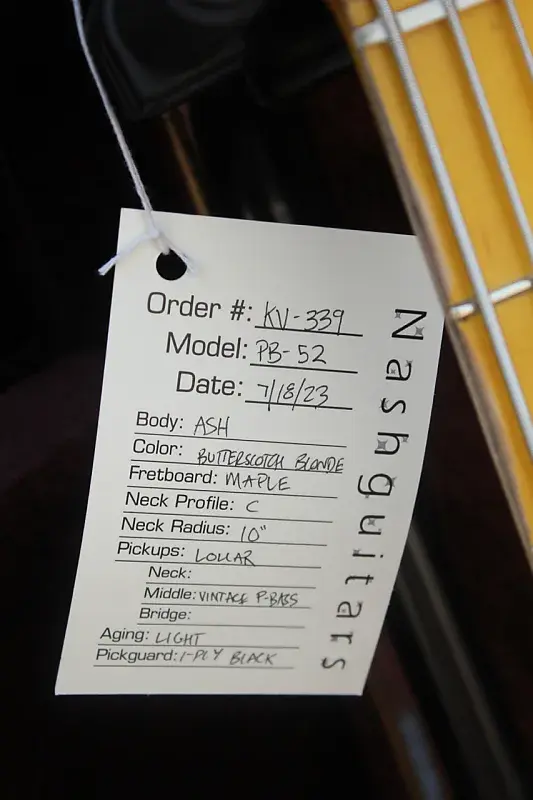 Order #: KV-339
Model: PB-52
Date: 7/18/23
Body: ASH
Color: BUTTERSCOTCH BLONDE
Fretboard: MAPLE
Neck Profile: C
Neck Radius: 10"
Pickups: LOLLAR
Neck:
Middle: VINTAGE P-BASS
Bridge:
Aging: LIGHT
Pickguard: 1-PLY BLACK
Nashguitars